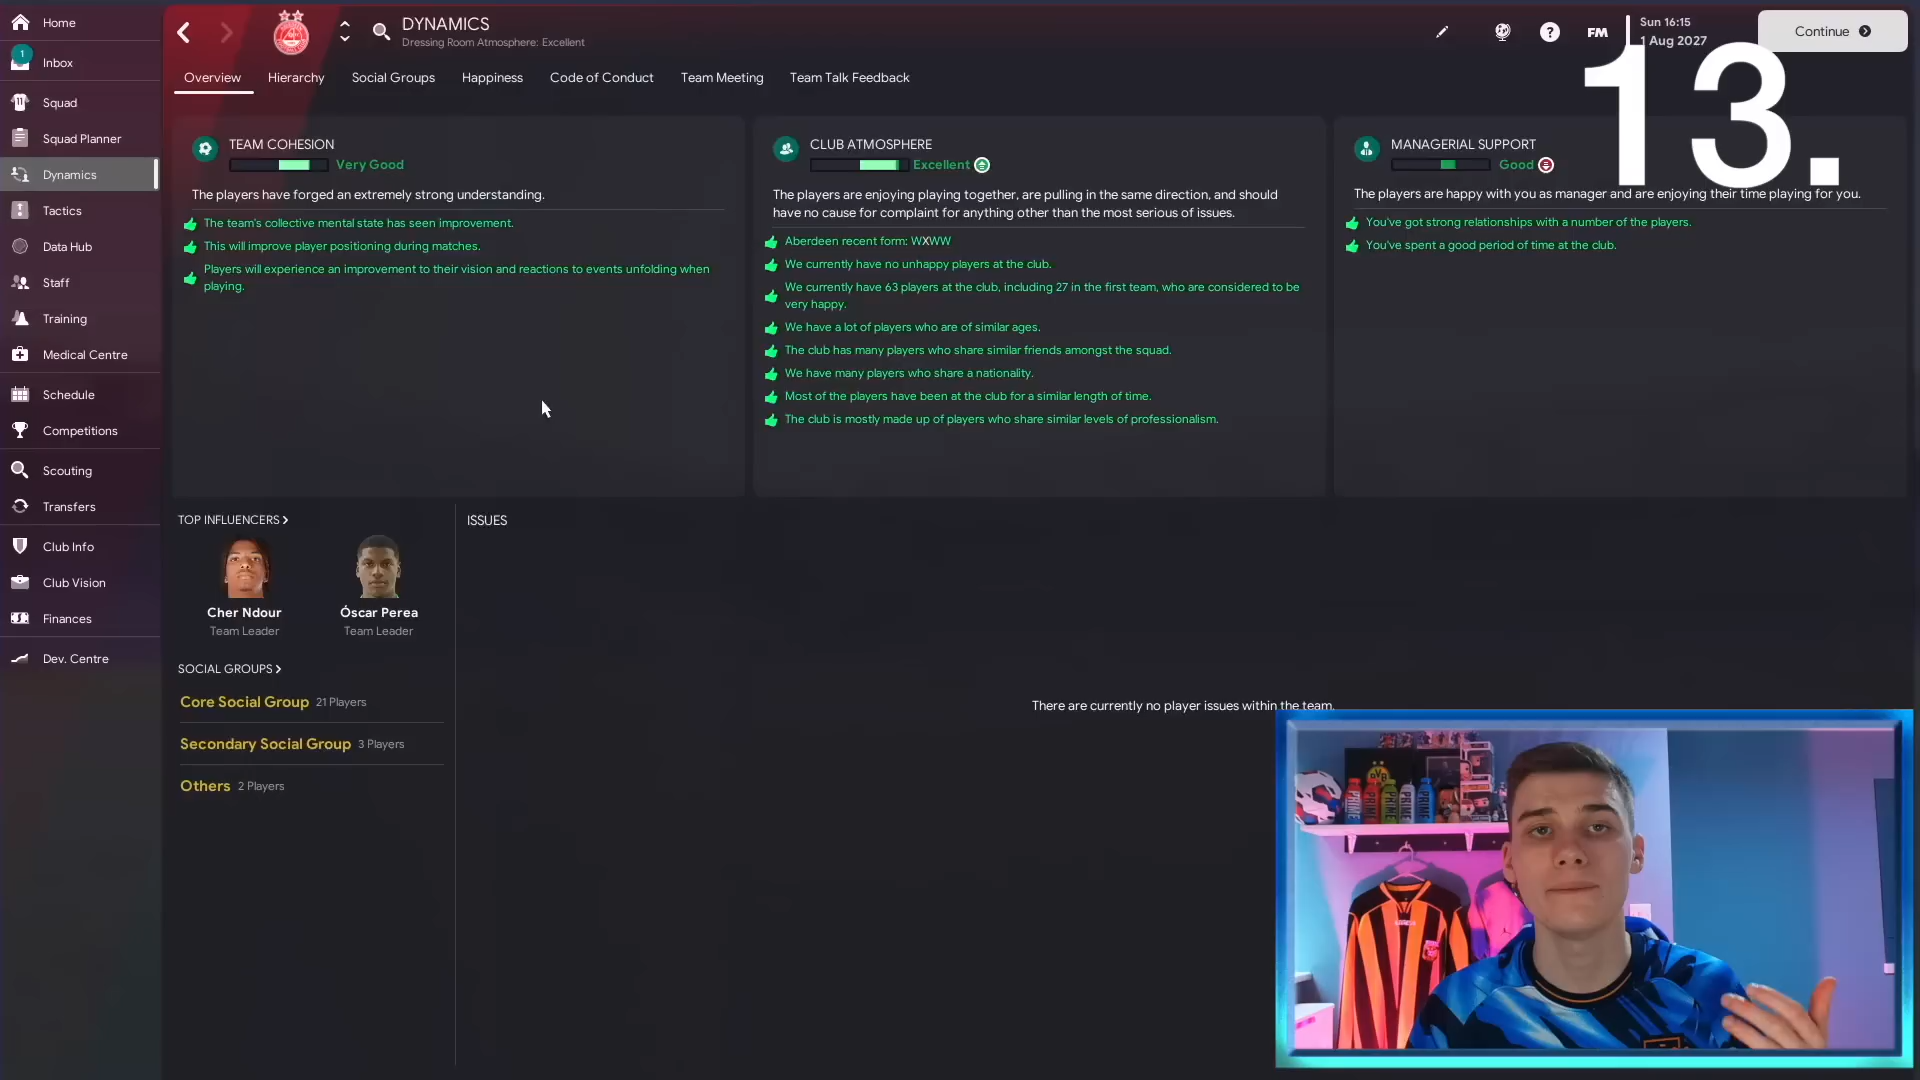 Home
1
Inbox
Squad
Squad Planner
Dynamics
Tactics
Data Hub
Staff
Training
Medical Centre
Schedule
Competitions
Scouting
Transfers
Club Info
Club Vision
Finances
Dev. Centre
DYNAMICS
Dressing Room Atmosphere: Excellent
?
FM
Sun 16:15
1 Aug 2027
Continue
Overview
Hierarchy
Social Groups
Happiness
Code of Conduct
Team Meeting
Team Talk Feedback
13.
TEAM COHESION
Very Good
The players have forged an extremely strong understanding.
The team's collective mental state has seen improvement.
This will improve player positioning during matches.
Players will experience an improvement to their vision and reactions to events unfolding when
playing.
CLUB ATMOSPHERE
Excellent
The players are enjoying playing together, are pulling in the same direction, and should
have no cause for complaint for anything other than the most serious of issues.
Aberdeen recent form: WXWW
We currently have no unhappy players at the club.
We currently have 63 players at the club, including 27 in the first team, who are considered to be
very happy.
We have a lot of players who are of similar ages.
The club has many players who share similar friends amongst the squad.
We have many players who share a nationality.
Most of the players have been at the club for a similar length of time.
The club is mostly made up of players who share similar levels of professionalism.
MANAGERIAL SUPPORT
Good
The players are happy with you as manager and are enjoying their time playing for you.
You've got strong relationships with a number of the players.
You've spent a good period of time at the club.
TOP INFLUENCERS
Cher Ndour
Team Leader
Óscar Perea
Team Leader
SOCIAL GROUPS
Core Social Group 21 Players
Secondary Social Group 3 Players
Others 2 Players
ISSUES
There are currently no player issues within the team.
BVB
PRIME
PRIME
PRIME
PRIME
PRIME